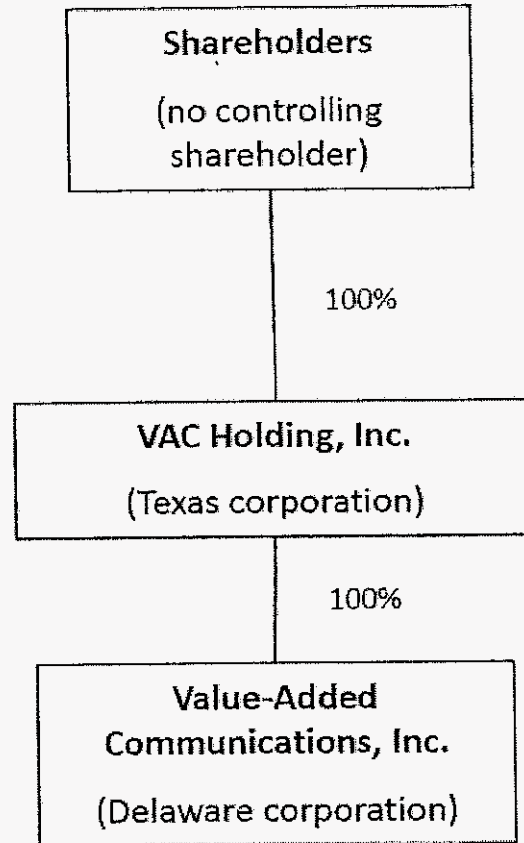 Shareholders
(no controlling
shareholder)
100%
VAC Holding, Inc.
(Texas corporation)
100%
Value-Added
Communications, Inc.
(Delaware corporation)